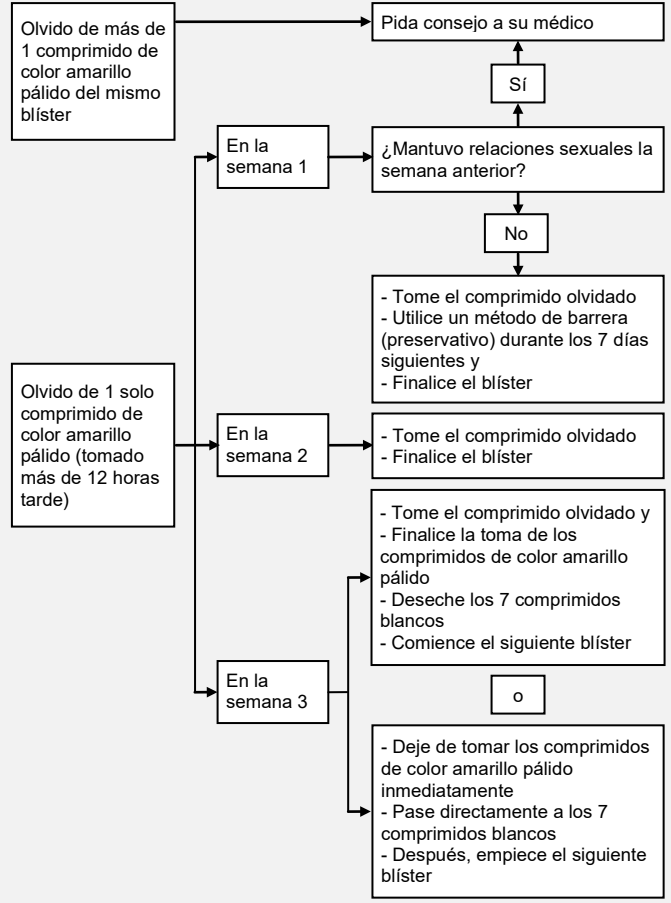 Olvido de más de
1 comprimido de
color amarillo
pálido del mismo
blíster
Pida consejo a su médico
Sí
En la
semana 1
¿Mantuvo relaciones sexuales la
semana anterior?
No
- Tome el comprimido olvidado
- Utilice un método de barrera
(preservativo) durante los 7 días
siguientes y
- Finalice el blíster
Olvido de 1 solo
comprimido de
color amarillo
pálido (tomado
más de 12 horas
tarde)
En la
semana 2
- Tome el comprimido olvidado
- Finalice el blíster
- Tome el comprimido olvidado y
- Finalice la toma de los
comprimidos de color amarillo
pálido
- Deseche los 7 comprimidos
blancos
- Comience el siguiente blíster
En la
semana 3
o
- Deje de tomar los comprimidos
de color amarillo pálido
inmediatamente
- Pase directamente a los 7
comprimidos blancos
- Después, empiece el siguiente
blíster